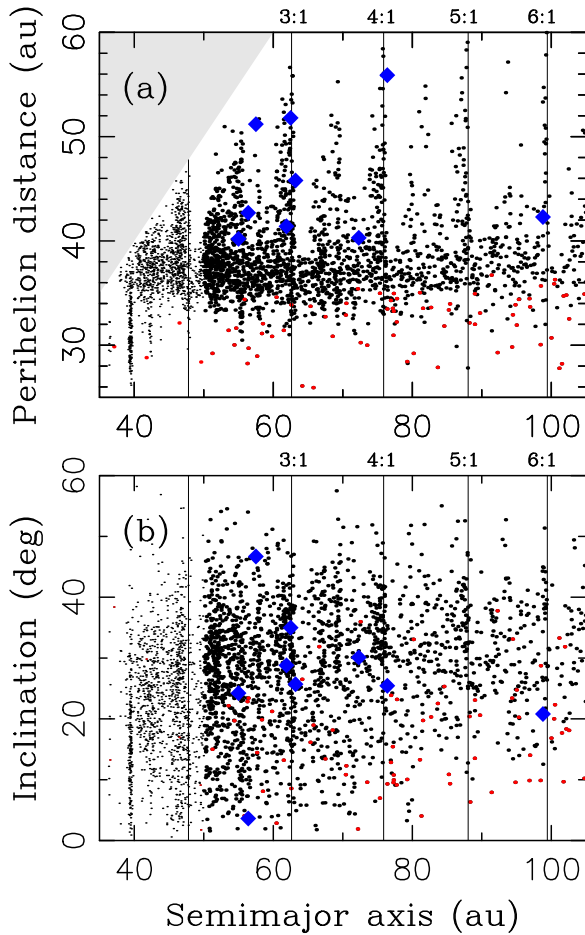 3:1 4:1 5:1 6:1
60
(a)
50
40
30
Perihelion distance (au)
40 60 80 100
3:1 4:1 5:1 6:1
60
(b)
40
20
0
Inclination (deg)
40 60 80 100
Semimajor axis (au)